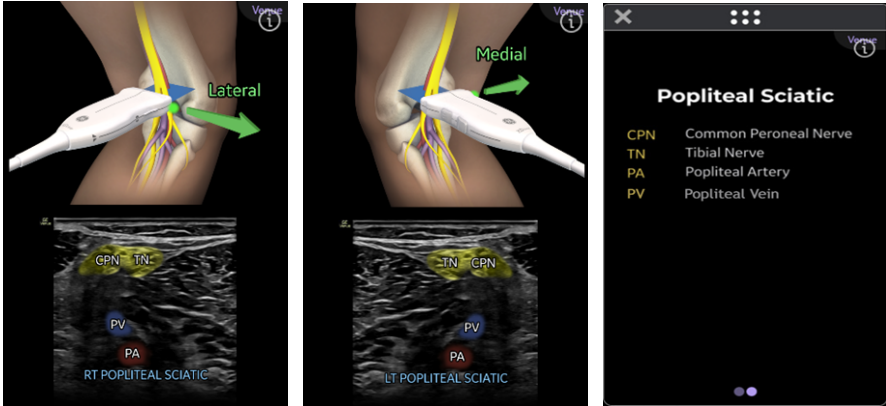 Venue
i
Lateral
CPN TN
PV
PA
RT POPLITEAL SCIATIC
Venue
i
Medial
TN CPN
PV
PA
LT POPLITEAL SCIATIC
Venue
i
Popliteal Sciatic
CPN Common Peroneal Nerve
TN Tibial Nerve
PA Popliteal Artery
PV Popliteal Vein